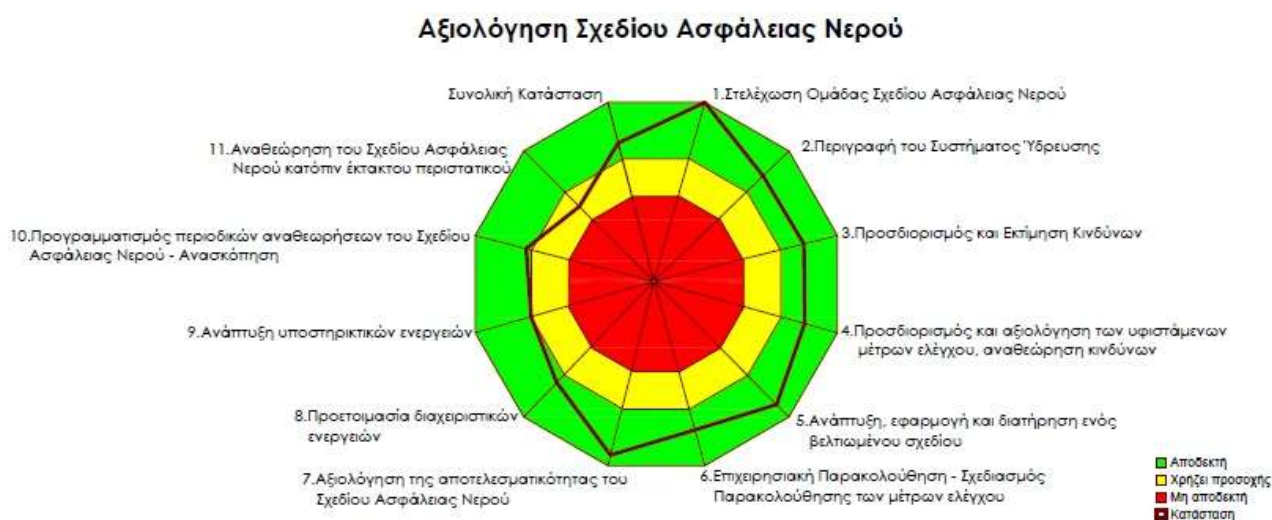 Αξιολόγηση Σχεδίου Ασφάλειας Νερού
Συνολική Κατάσταση
1.Στελέχωση Ομάδας Σχεδίου Ασφάλειας Νερού
2.Περιγραφή του Συστήματος Ύδρευσης
3.Προσδιορισμός και Εκτίμηση Κινδύνων
4.Προσδιορισμός και αξιολόγηση των υφιστάμενων
μέτρων ελέγχου, αναθεώρηση κινδύνων
5.Ανάπτυξη, εφαρμογή και διατήρηση ενός
βελτιωμένου σχεδίου
6.Επιχειρησιακή Παρακολούθηση - Σχεδιασμός
Παρακολούθησης των μέτρων ελέγχου
7.Αξιολόγηση της αποτελεσματικότητας του
Σχεδίου Ασφάλειας Νερού
8.Προετοιμασία διαχειριστικών
ενεργειών
9.Ανάπτυξη υποστηρικτικών ενεργειών
10.Προγραμματισμός περιοδικών αναθεωρήσεων του Σχεδίου
Ασφάλειας Νερού - Ανασκόπηση
11.Αναθεώρηση του Σχεδίου Ασφάλειας
Νερού κατόπιν έκτακτου περιστατικού
Αποδεκτή
Χρήζει προσοχής
Μη αποδεκτή
Κατάσταση